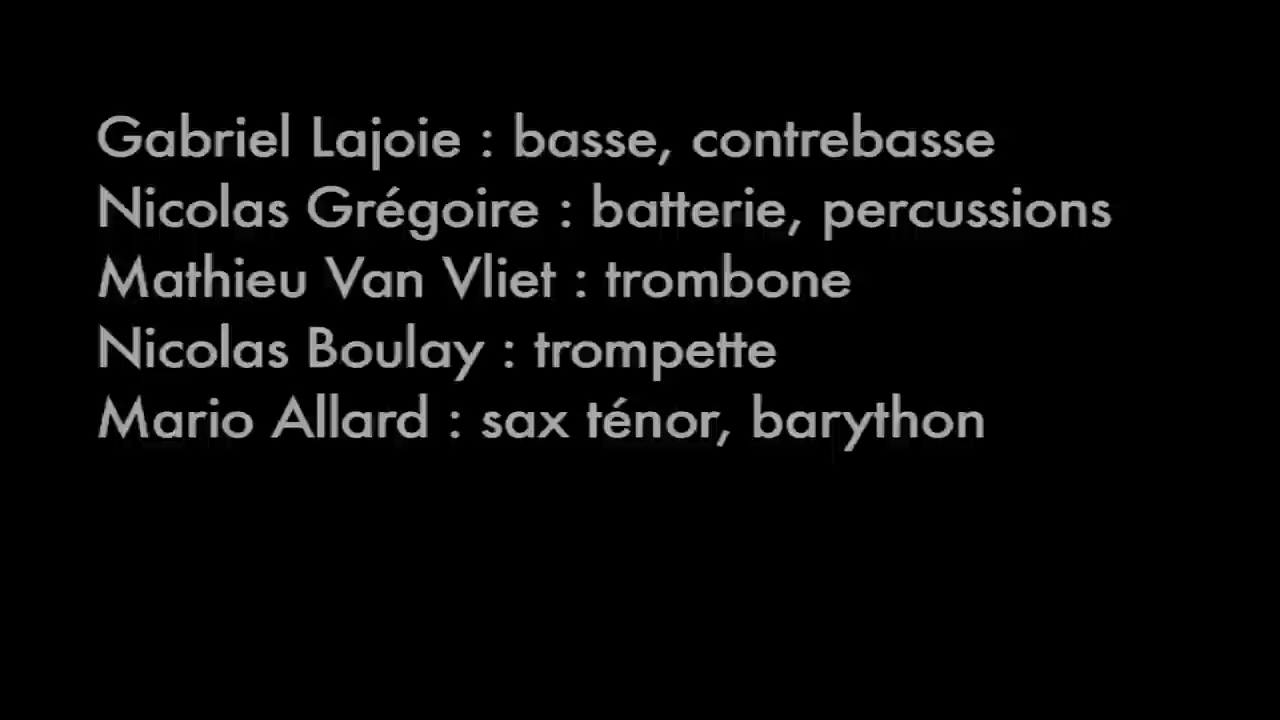 Gabriel Lajoie : basse, contrebasse
Nicolas Grégoire : batterie, percussions
Mathieu Van Vliet : trombone
Nicolas Boulay : trompette
Mario Allard : sax ténor, barython